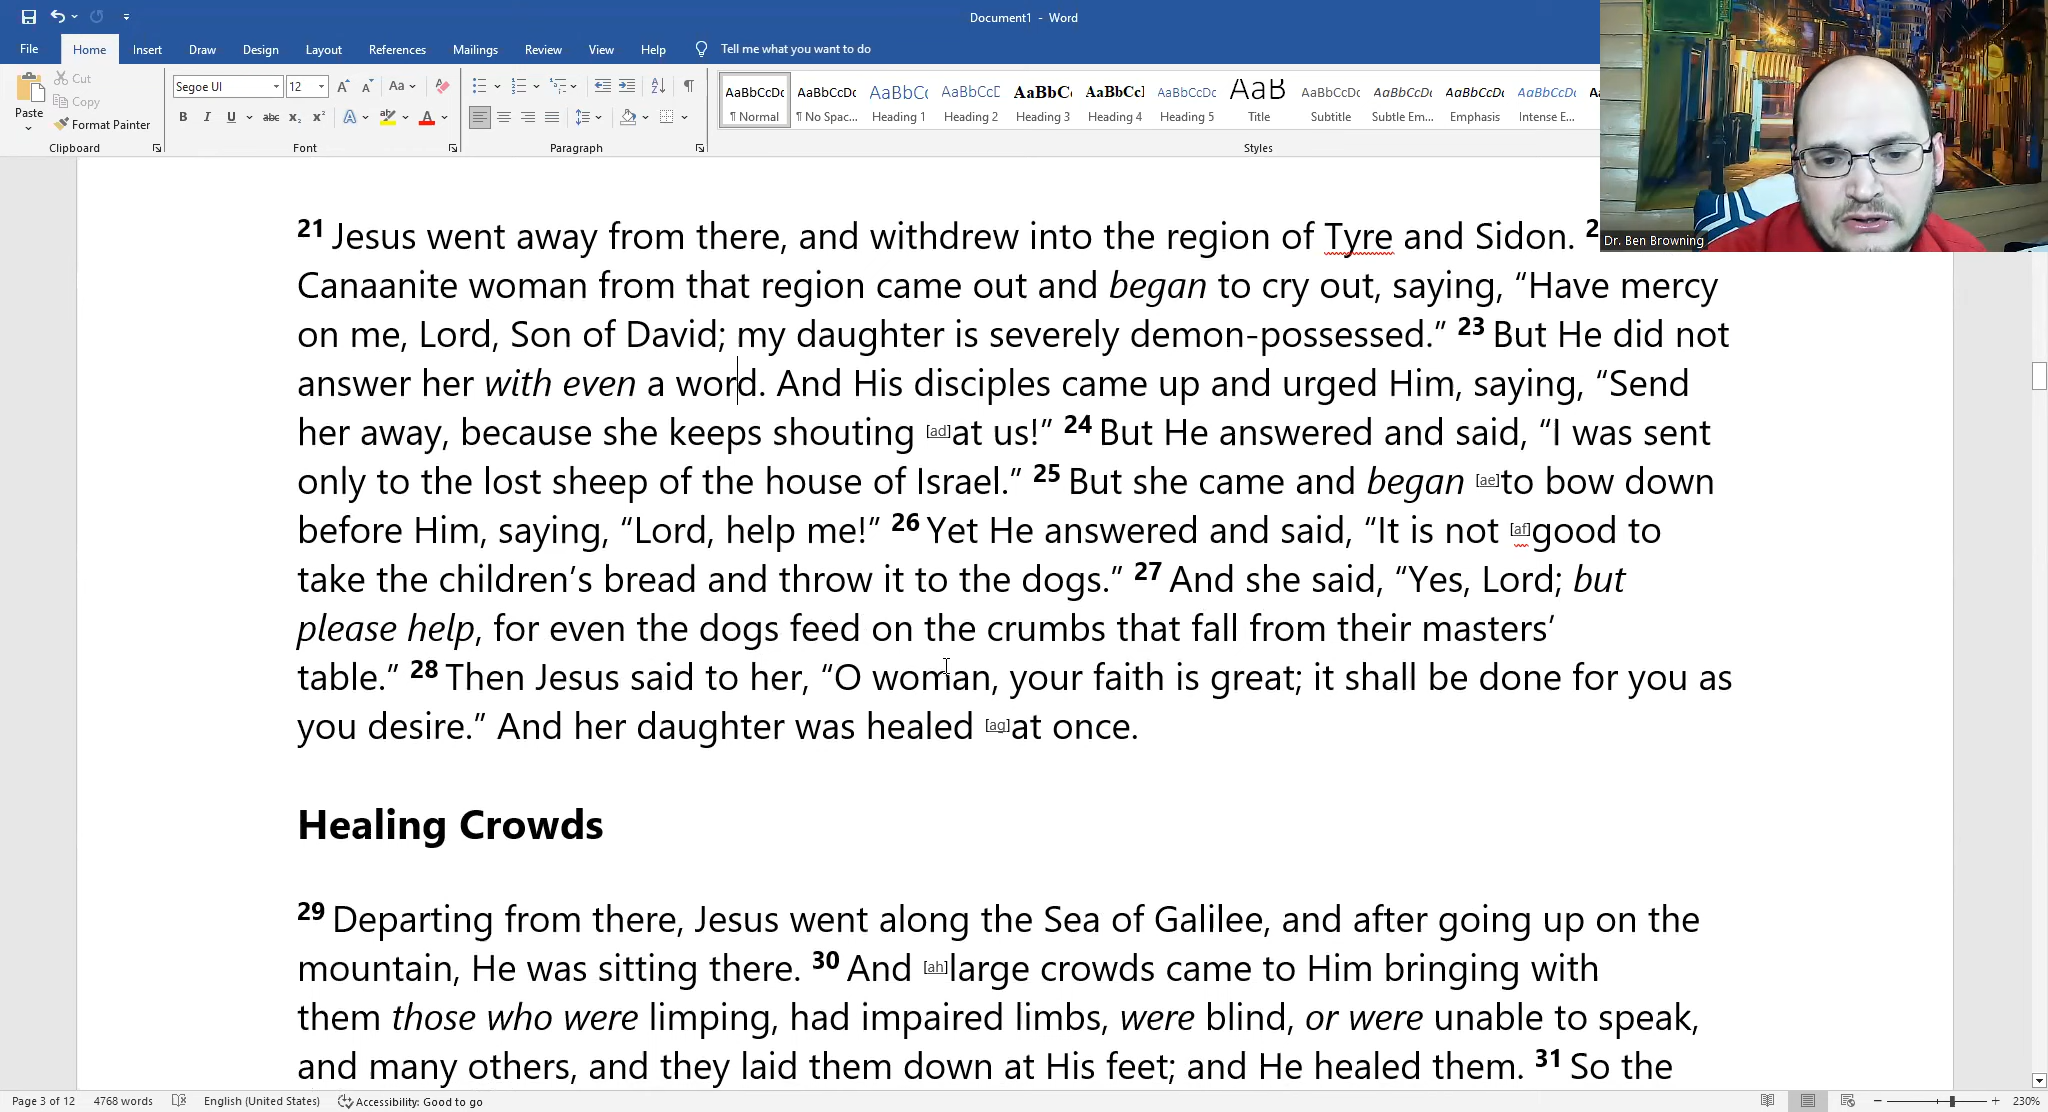 Document1 - Word
File Home Insert Draw Design Layout References Mailings Review View Help Tell me what you want to do
Paste Cut Copy Format Painter
Segoe UI 12
AaBbCcDc AaBbCcDc AaBbC AaBbCcD AaBbC AaBbCc AaBbCcDc AaB AaBbCcDc AaBbCcDc AaBbCcDc AaBbCcDc
¶ Normal ¶ No Spac... Heading 1 Heading 2 Heading 3 Heading 4 Heading 5 Title Subtitle Subtle Em... Emphasis Intense E...
Clipboard Font Paragraph Styles
Dr. Ben Browning
21 Jesus went away from there, and withdrew into the region of Tyre and Sidon.
Canaanite woman from that region came out and began to cry out, saying, “Have mercy
on me, Lord, Son of David; my daughter is severely demon-possessed.” 23 But He did not
answer her with even a word. And His disciples came up and urged Him, saying, “Send
her away, because she keeps shouting [ad]at us!” 24 But He answered and said, “I was sent
only to the lost sheep of the house of Israel.” 25 But she came and began [ae]to bow down
before Him, saying, “Lord, help me!” 26 Yet He answered and said, “It is not [af]good to
take the children’s bread and throw it to the dogs.” 27 And she said, “Yes, Lord; but
please help, for even the dogs feed on the crumbs that fall from their masters’
table.” 28 Then Jesus said to her, “O woman, your faith is great; it shall be done for you as
you desire.” And her daughter was healed [ag]at once.
Healing Crowds
29 Departing from there, Jesus went along the Sea of Galilee, and after going up on the
mountain, He was sitting there. 30 And [ah]large crowds came to Him bringing with
them those who were limping, had impaired limbs, were blind, or were unable to speak,
and many others, and they laid them down at His feet; and He healed them. 31 So the
Page 3 of 12 4768 words English (United States) Accessibility: Good to go 230%